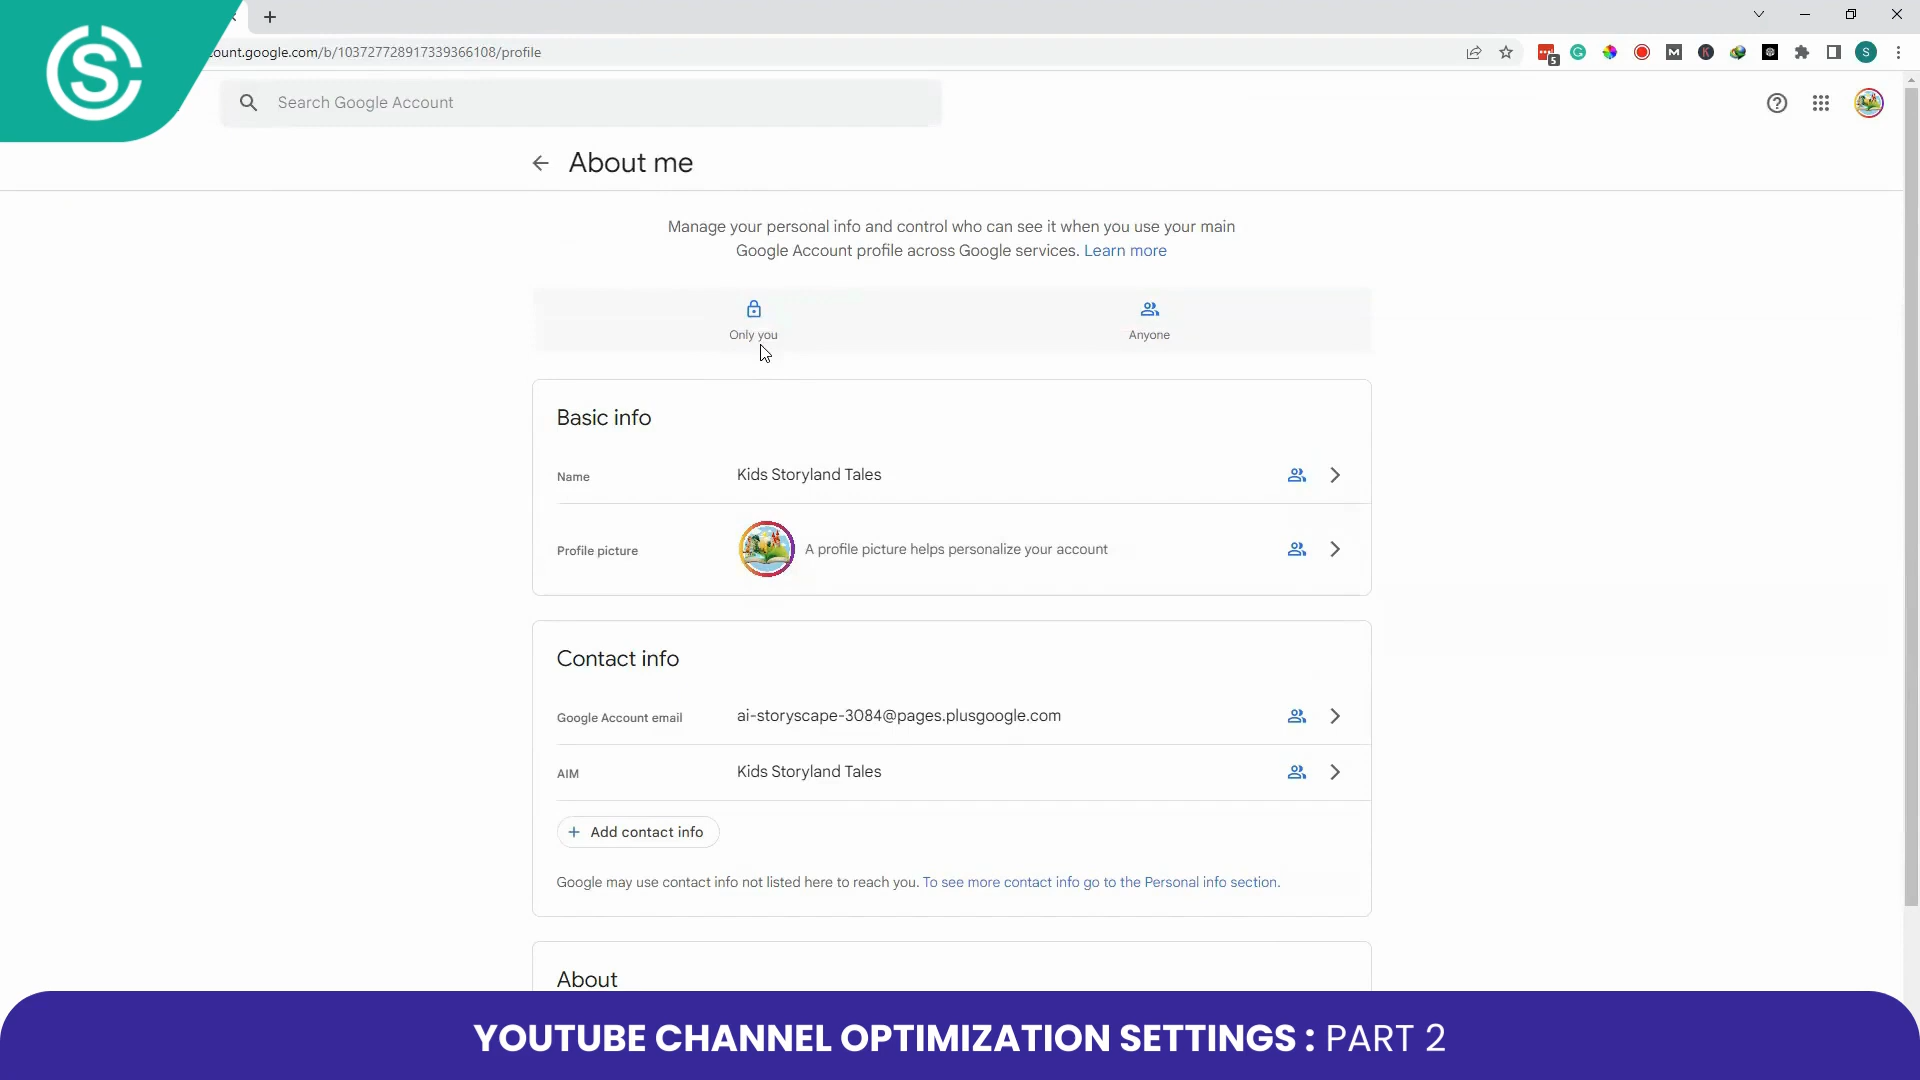 ount.google.com/b/103727728917339366108/profile
5
S
Search Google Account
About me
Manage your personal info and control who can see it when you use your main
Google Account profile across Google services. Learn more
Only you
Anyone
Basic info
Name
Kids Storyland Tales
Profile picture
A profile picture helps personalize your account
Contact info
Google Account email
ai-storyscape-3084@pages.plusgoogle.com
AIM
Kids Storyland Tales
Add contact info
Google may use contact info not listed here to reach you. To see more contact info go to the Personal info section.
About
YOUTUBE CHANNEL OPTIMIZATION SETTINGS : PART 2